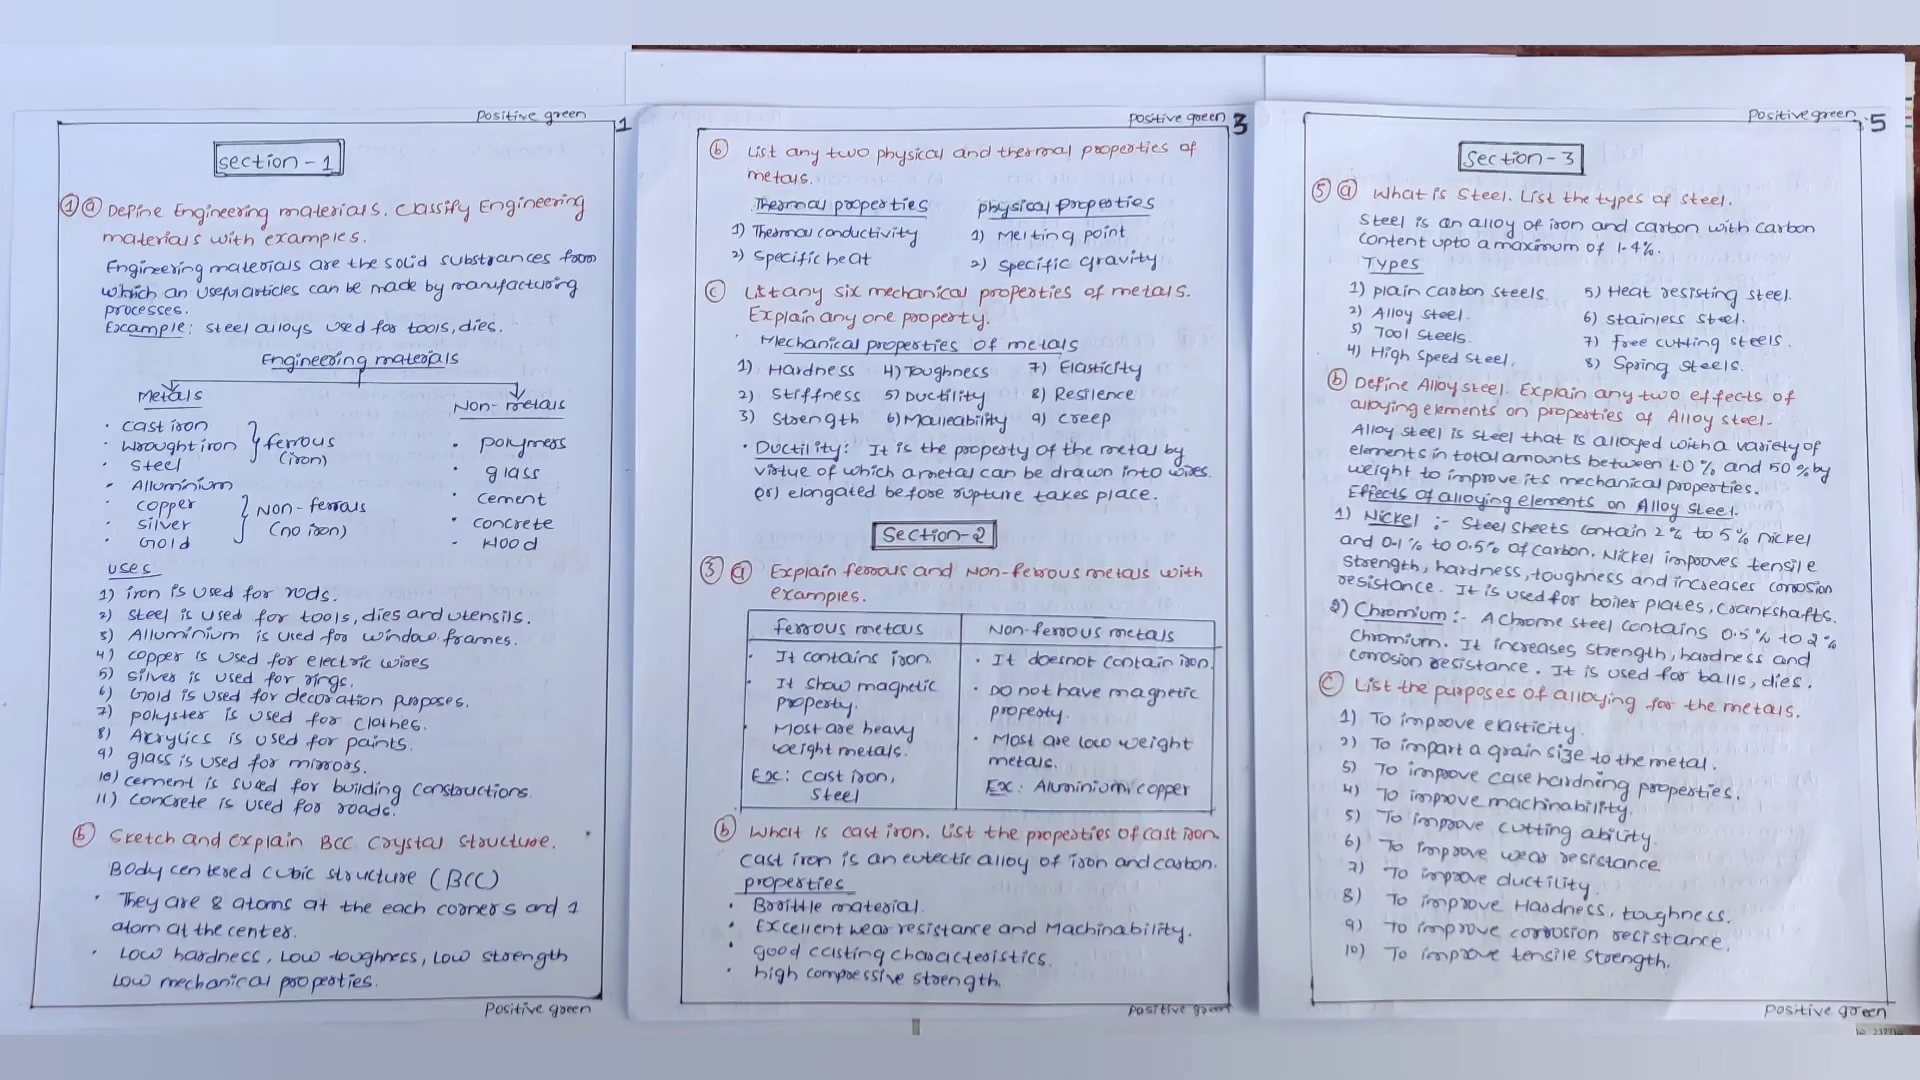 Positive green
1
Section-1
1 a Define Engineering materials. Classify Engineering
materials with examples.
Engineering materials are the solid substrances from
which an useful articles can be made by manufacturing
processes.
Example: Steel alloys used for tools, dies.
Engineering materials
Metals
Non-metals
· cast iron
· wrought iron
· steel
ferrous
(iron)
· Alluminium
· copper
· silver
· Gold
Non-ferrals
(no iron)
· polymers
· glass
· cement
· concrete
· Wood
uses
1) iron is used for rods.
2) steel is used for tools, dies and utensils.
3) Alluminium is used for window frames.
4) copper is used for electric wires
5) silver is used for rings.
6) Gold is used for decoration purposes.
7) polyster is used for clothes.
8) Acrylics is used for paints.
9) glass is used for mirrors.
10) cement is sued for building constructions.
11) concrete is used for roads.
b Sketch and explain BCC Crystal structure.
Body centered cubic structure (BCC)
· They are 8 atoms at the each corners and 1
atom at the center.
· Low hardness, Low toughness, Low strength
Low mechanical properties.
Positive green
Positive green
3
b List any two physical and thermal properties of
metals.
Thermal properties
1) Thermal conductivity
2) Specific heat
physical properties
1) Melting point
2) Specific gravity
c List any six mechanical properties of metals.
Explain any one property.
Mechanical properties of metals
1) Hardness 4) Toughness 7) Elasticity
2) Stiffness 5) Ductility 8) Resilence
3) Strength 6) Malleability 9) creep
· Ductility: It is the property of the metal by
virtue of which a metal can be drawn into wires
(or) elongated before rupture takes place.
Section-2
3 a Explain ferrous and Non-ferrous metals with
examples.
ferrous metals
Non-ferrous metals
· It contains iron.
· It show magnetic
property.
· Most are heavy
weight metals.
Ex: cast iron,
steel
· It doesnot contain iron.
· Do not have magnetic
property.
· Most are low weight
metals.
Ex: Aluminium, copper
b What is cast iron. List the properties of cast iron.
cast iron is an eutectic alloy of iron and carbon.
properties
· Brittle material.
· Excellent wear resistance and Machinability.
· good casting characteristics.
· high compressive strength.
Positive green
Positive green
5
Section-3
5 a What is Steel. List the types of steel.
Steel is an alloy of iron and carbon with carbon
content upto a maximum of 1.4%.
Types
1) plain carbon steels
2) Alloy steel.
3) Tool steels.
4) High speed steel.
5) Heat resisting steel.
6) stainless steel.
7) free cutting steels.
8) Spring steels.
b Define Alloy steel. Explain any two effects of
alloying elements on properties of Alloy steel.
Alloy steel is steel that is alloyed with a variety of
elements in total amounts between 1.0% and 50% by
weight to improve its mechanical properties.
Effects of alloying elements on Alloy steel.
1) Nickel :- Steel sheets contain 2% to 5% nickel
and 0.1% to 0.5% of carbon. Nickel improves tensile
strength, hardness, toughness and increases corrosion
resistance. It is used for boiler plates, crankshafts.
2) Chromium :- A chrome steel contains 0.5% to 2%
chromium. It increases strength, hardness and
corrosion resistance. It is used for balls, dies.
c List the purposes of alloying for the metals.
1) To improve elasticity.
2) To impart a grain size to the metal.
3) To improve case hardning properties.
4) To improve machinability.
5) To improve cutting ability.
6) To improve wear resistance
7) To improve ductility.
8) To improve Hardness, toughness.
9) To improve corrosion resistance.
10) To improve tensile strength.
Positive green